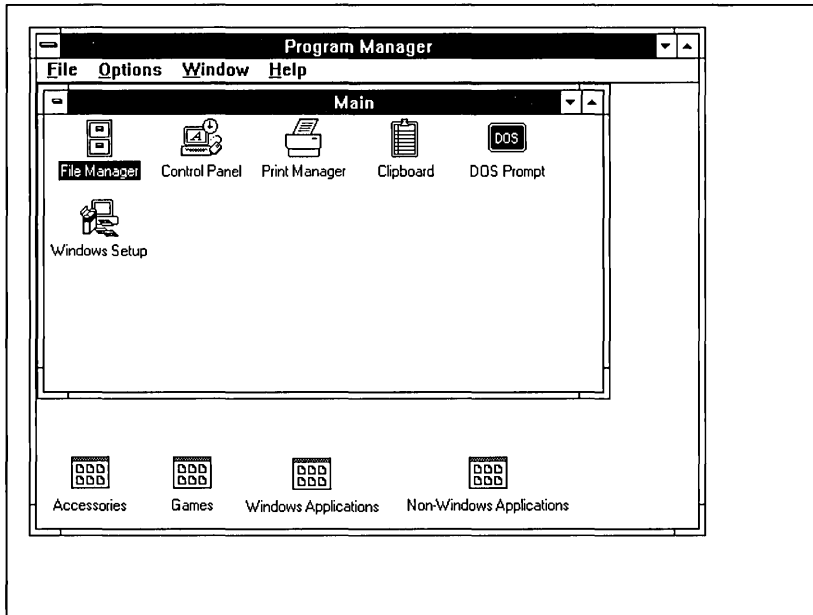 Program Manager
File Options Window Help
Main
File Manager Control Panel Print Manager Clipboard DOS Prompt
DOS
A
Windows Setup
Accessories Games Windows Applications Non-Windows Applications